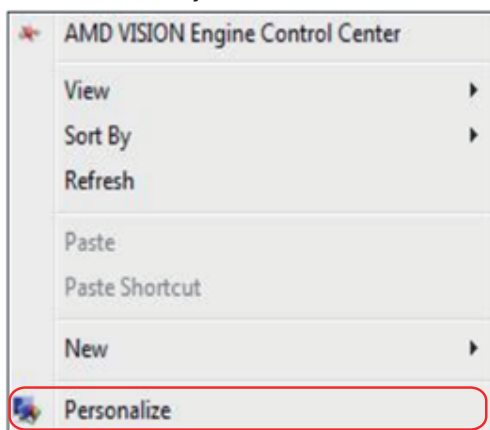 AMD VISION Engine Control Center
View
Sort By
Refresh
Paste
Paste Shortcut
New
Personalize